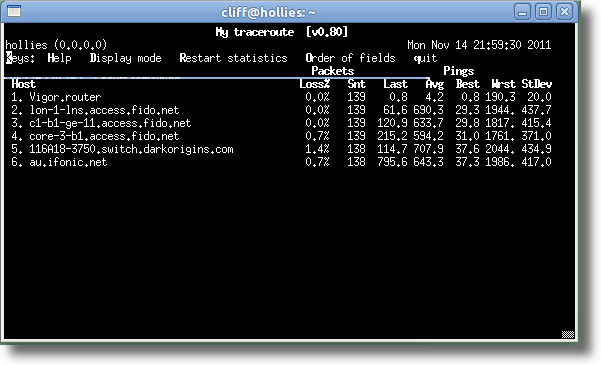 cliff@hollies: ~
My traceroute [v0.80]
hollies (0.0.0.0) Mon Nov 14 21:59:30 2011
Keys: Help Display mode Restart statistics Order of fields quit
Packets Pings
Host Loss% Snt Last Avg Best Wrst StDev
1. Vigor.router 0.0% 139 0.8 4.2 0.8 190.3 20.0
2. lon-1-lns.access.fido.net 0.0% 139 61.6 690.3 29.3 1944. 437.7
3. c1-b1-ge-11.access.fido.net 0.0% 139 120.9 633.7 29.8 1817. 415.4
4. core-3-b1.access.fido.net 0.7% 139 215.2 594.2 31.0 1761. 371.0
5. 116A18-3750.switch.darkorigins.com 1.4% 138 114.7 707.9 37.6 2044. 434.9
6. au.ifonic.net 0.7% 138 795.6 643.3 37.3 1986. 417.0